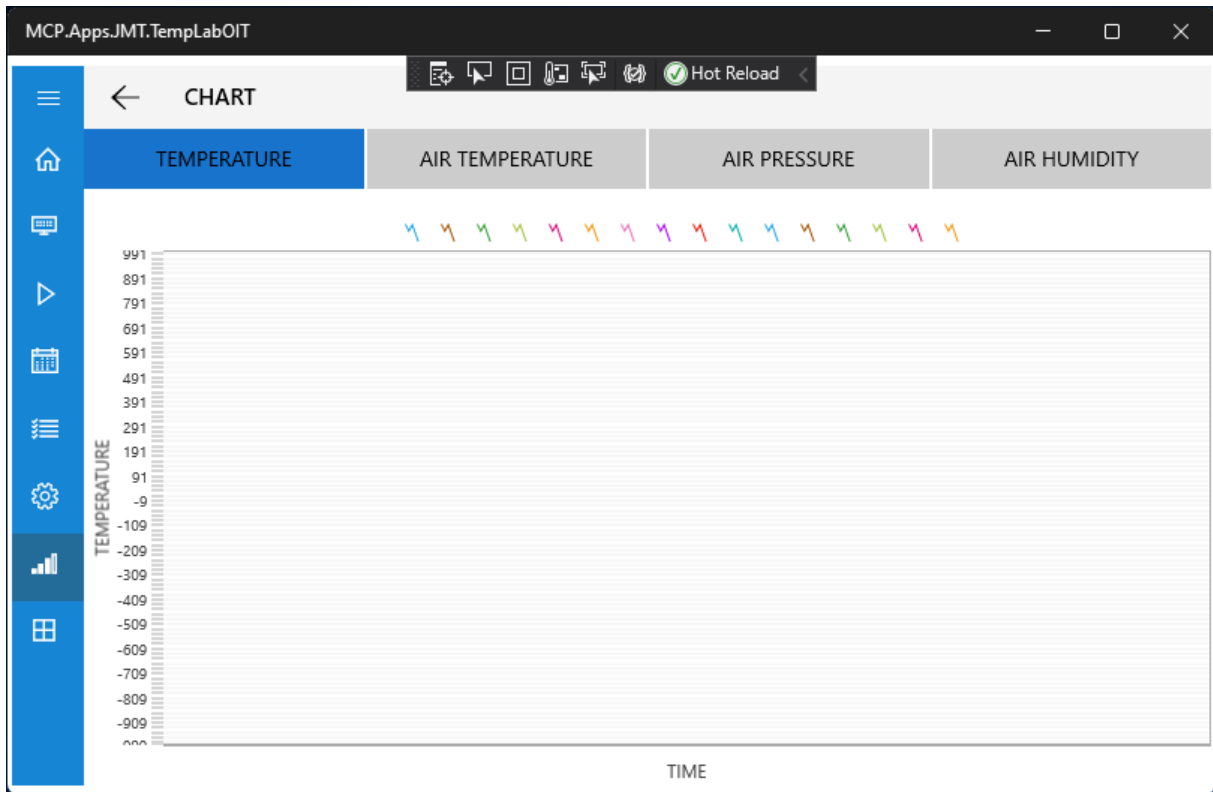 MCP.Apps.JMT.TempLabOIT
Hot Reload
CHART
TEMPERATURE
AIR TEMPERATURE
AIR PRESSURE
AIR HUMIDITY
991
891
791
691
591
491
391
291
191
91
-9
-109
-209
-309
-409
-509
-609
-709
-809
-909
TEMPERATURE
TIME